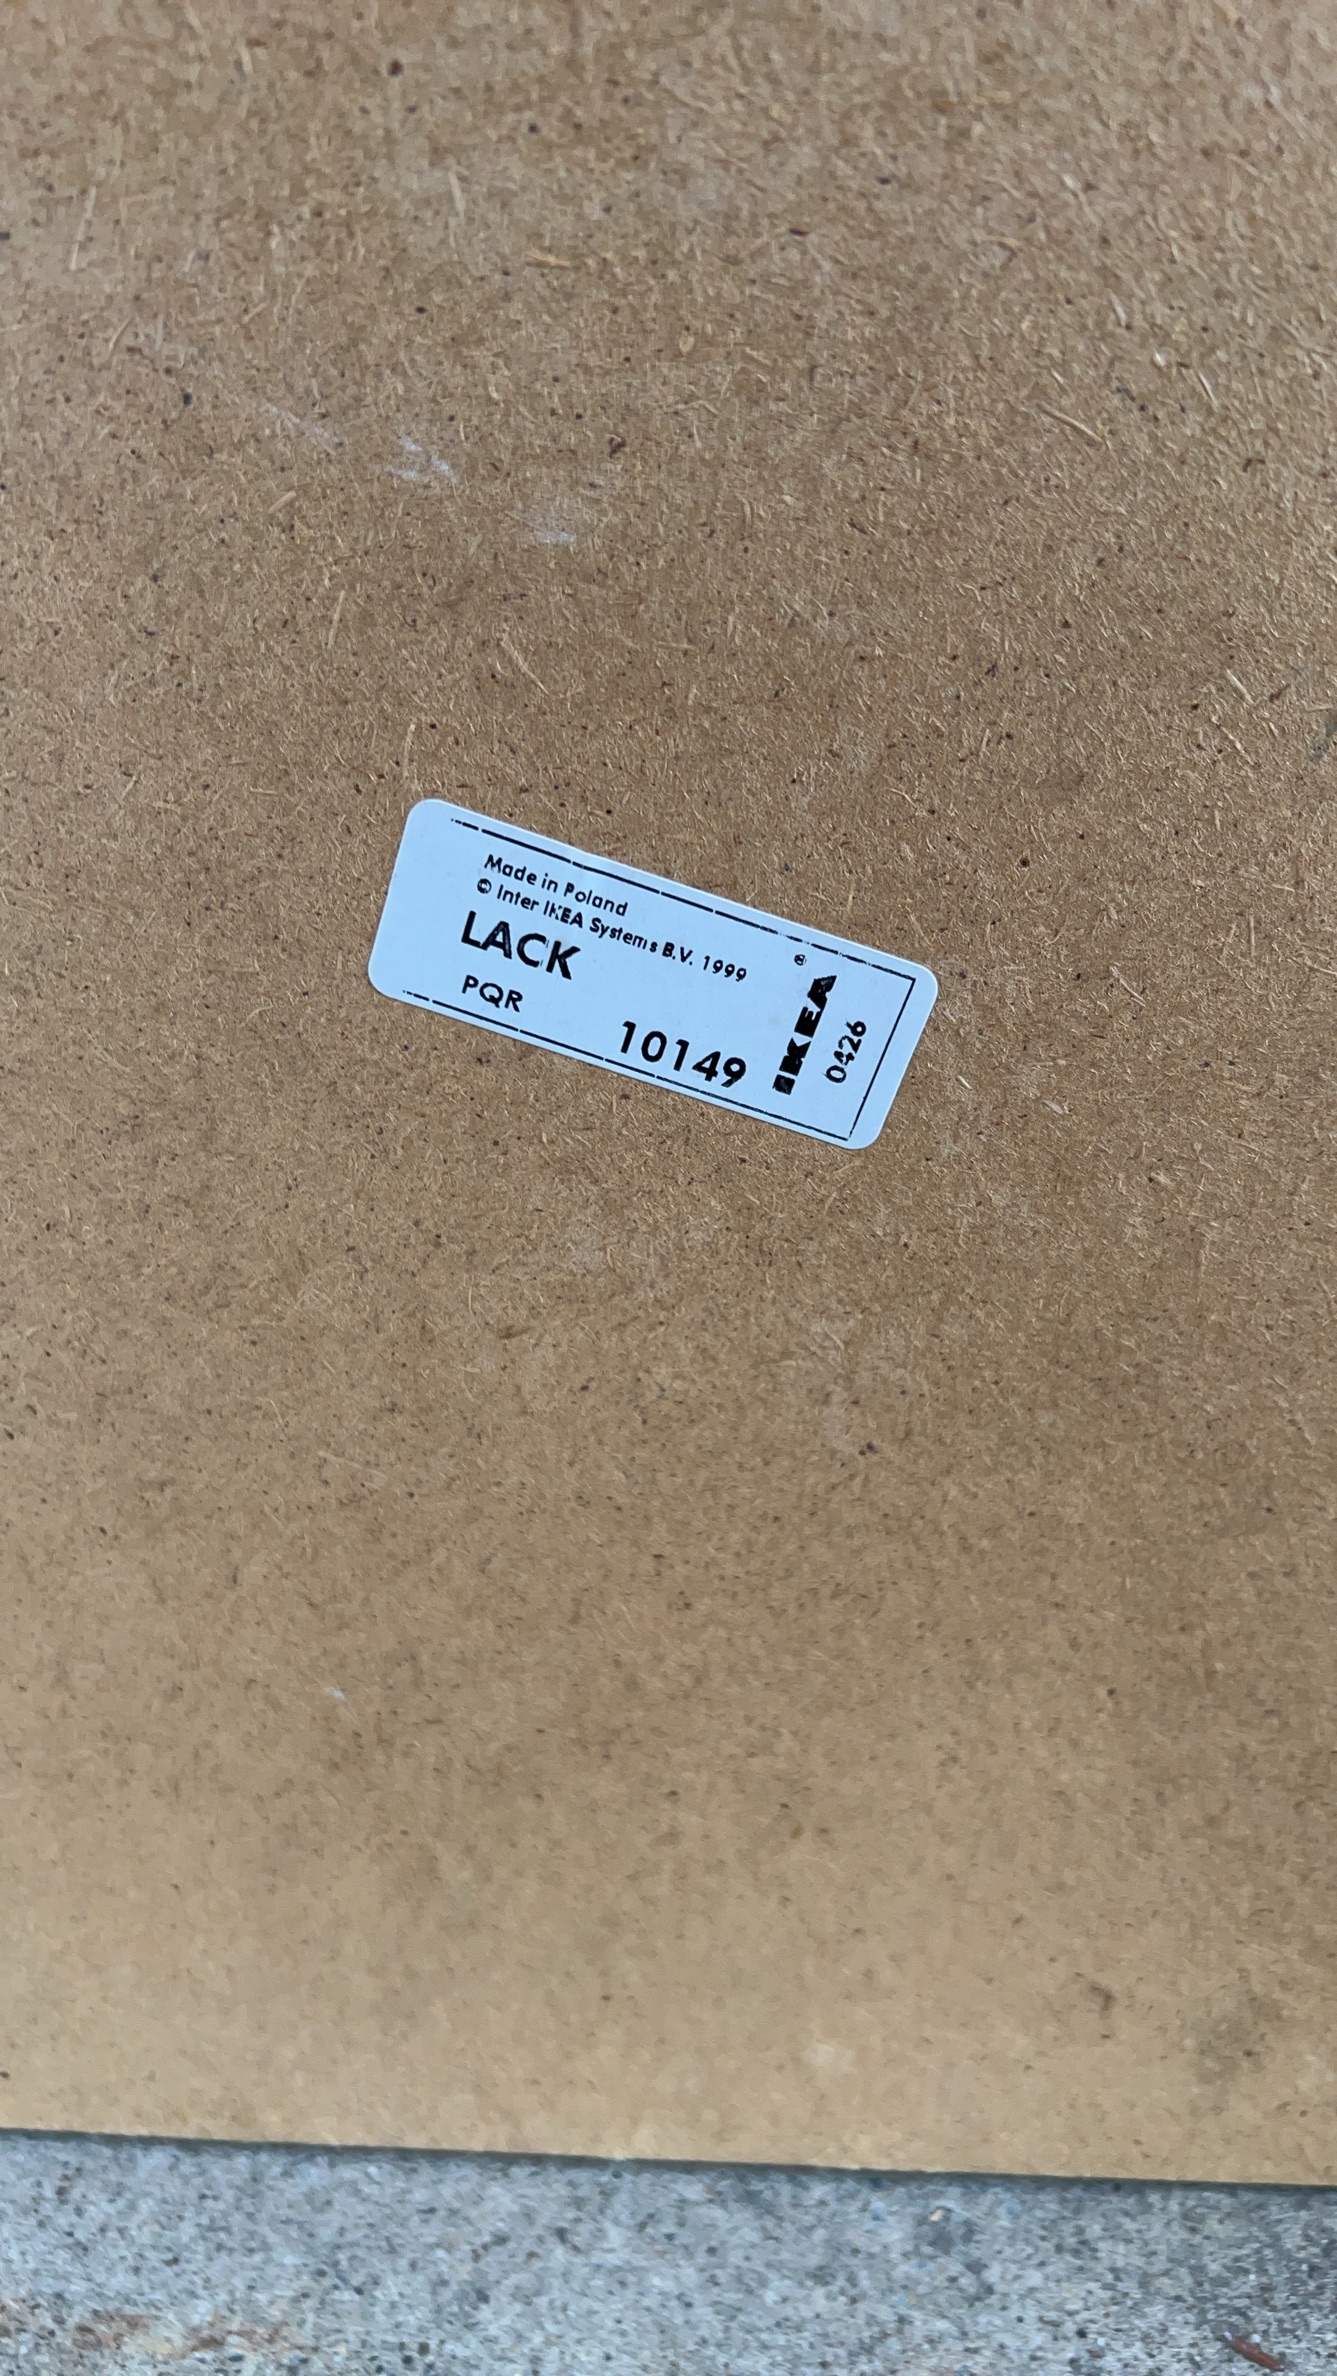 Made in Poland
© Inter IKEA Systems B.V. 1999
LACK
PQR
10149
IKEA®
0426